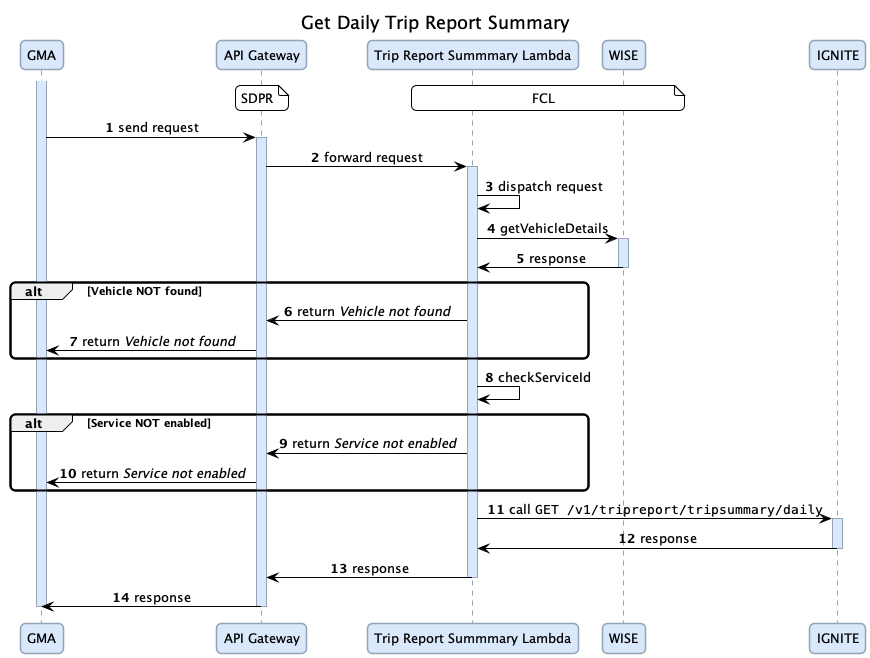 Get Daily Trip Report Summary
GMA API Gateway Trip Report Summmary Lambda WISE IGNITE
SDPR FCL
1 send request
2 forward request
3 dispatch request
4 getVehicleDetails
5 response
alt [Vehicle NOT found]
6 return Vehicle not found
7 return Vehicle not found
8 checkServiceId
alt [Service NOT enabled]
9 return Service not enabled
10 return Service not enabled
11 call GET /v1/tripreport/tripsummary/daily
12 response
13 response
14 response
GMA API Gateway Trip Report Summmary Lambda WISE IGNITE